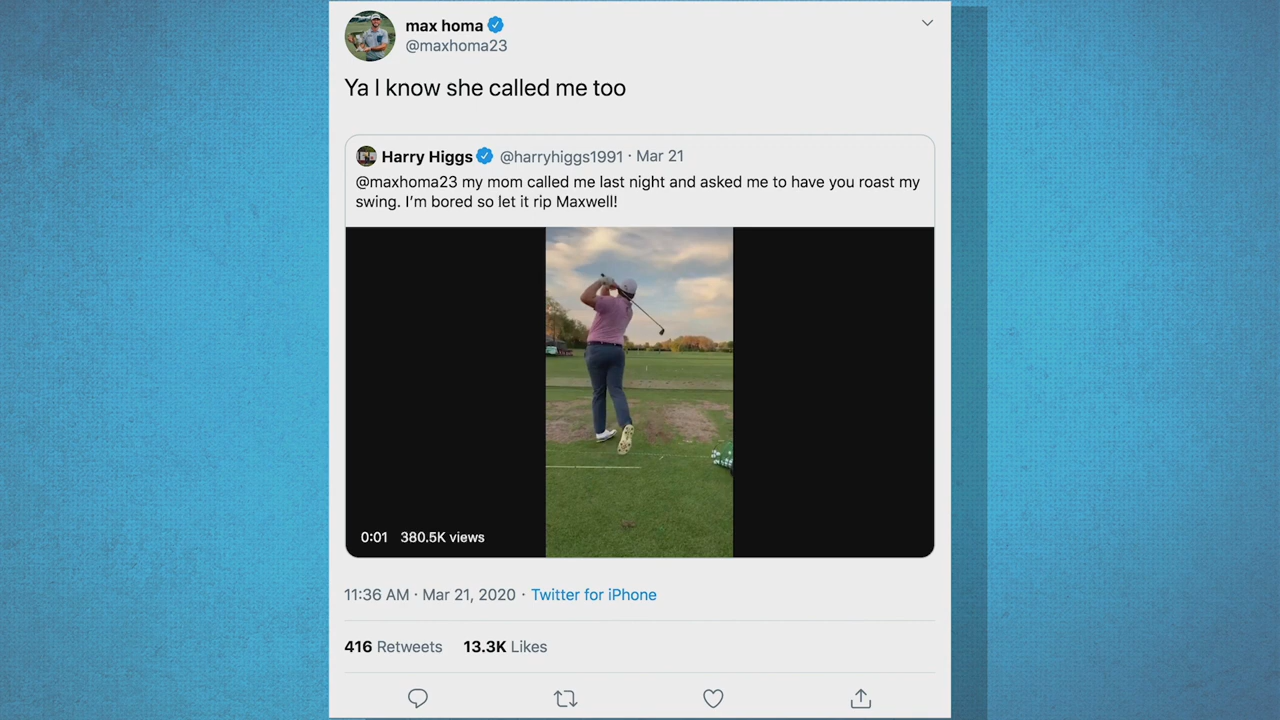 max homa
@maxhoma23
Ya I know she called me too
Harry Higgs @harryhiggs1991 · Mar 21
@maxhoma23 my mom called me last night and asked me to have you roast my
swing. I'm bored so let it rip Maxwell!
0:01 380.5K views
11:36 AM · Mar 21, 2020 · Twitter for iPhone
416 Retweets 13.3K Likes